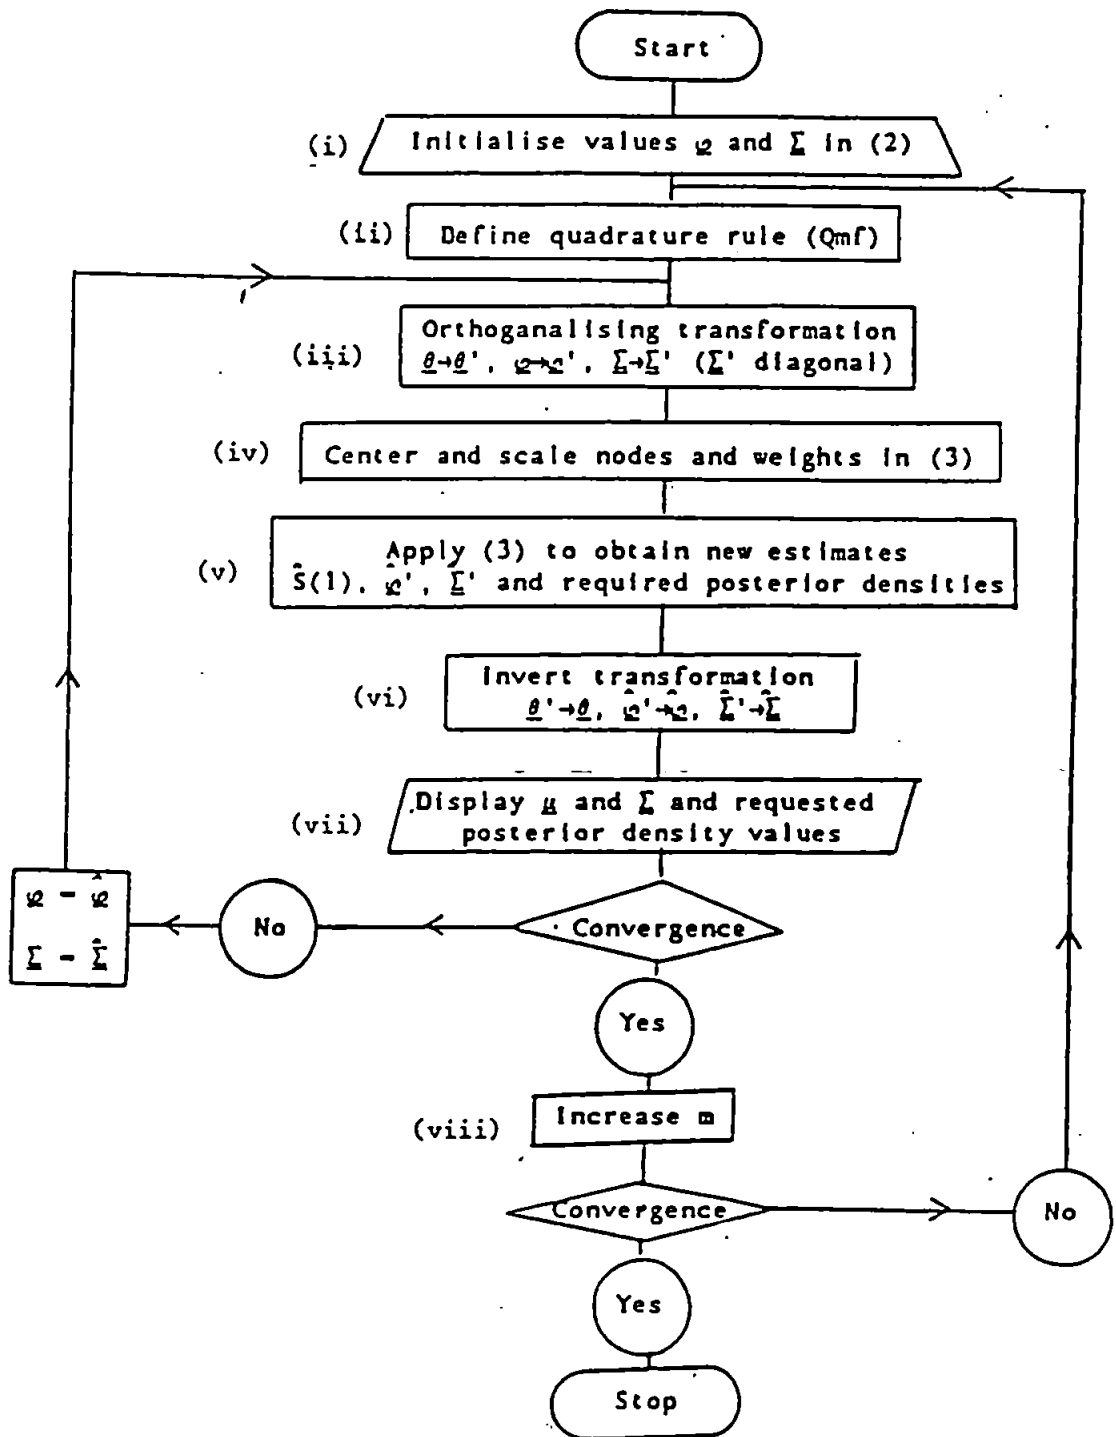 Start
(i) Initialise values φ and Σ in (2)
(ii) Define quadrature rule (Qmf)
(iii) Orthoganalising transformation
θ→θ', φ→φ', Σ→Σ' (Σ' diagonal)
(iv) Center and scale nodes and weights in (3)
(v) Apply (3) to obtain new estimates
Ŝ(1), φ̂', Σ̂' and required posterior densities
(vi) Invert transformation
θ'→θ, φ̂'→φ̂, Σ̂'→Σ̂
(vii) Display μ and Σ and requested
posterior density values
φ - φ̂
Σ - Σ̂
No
Convergence
Yes
(viii) Increase m
Convergence
No
Yes
Stop